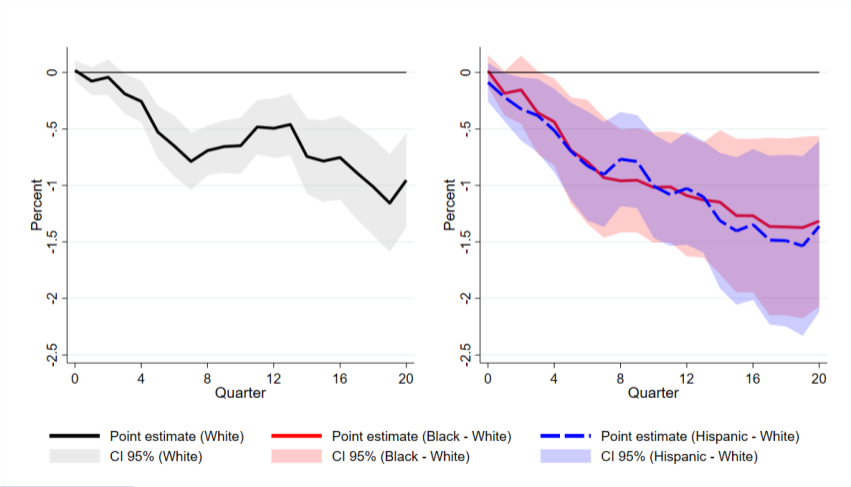 0
-.5
-1
-1.5
-2
-2.5
Percent
0 4 8 12 16 20
Quarter
0
-.5
-1
-1.5
-2
-2.5
Percent
0 4 8 12 16 20
Quarter
Point estimate (White) Point estimate (Black - White) Point estimate (Hispanic - White)
CI 95% (White) CI 95% (Black - White) CI 95% (Hispanic - White)